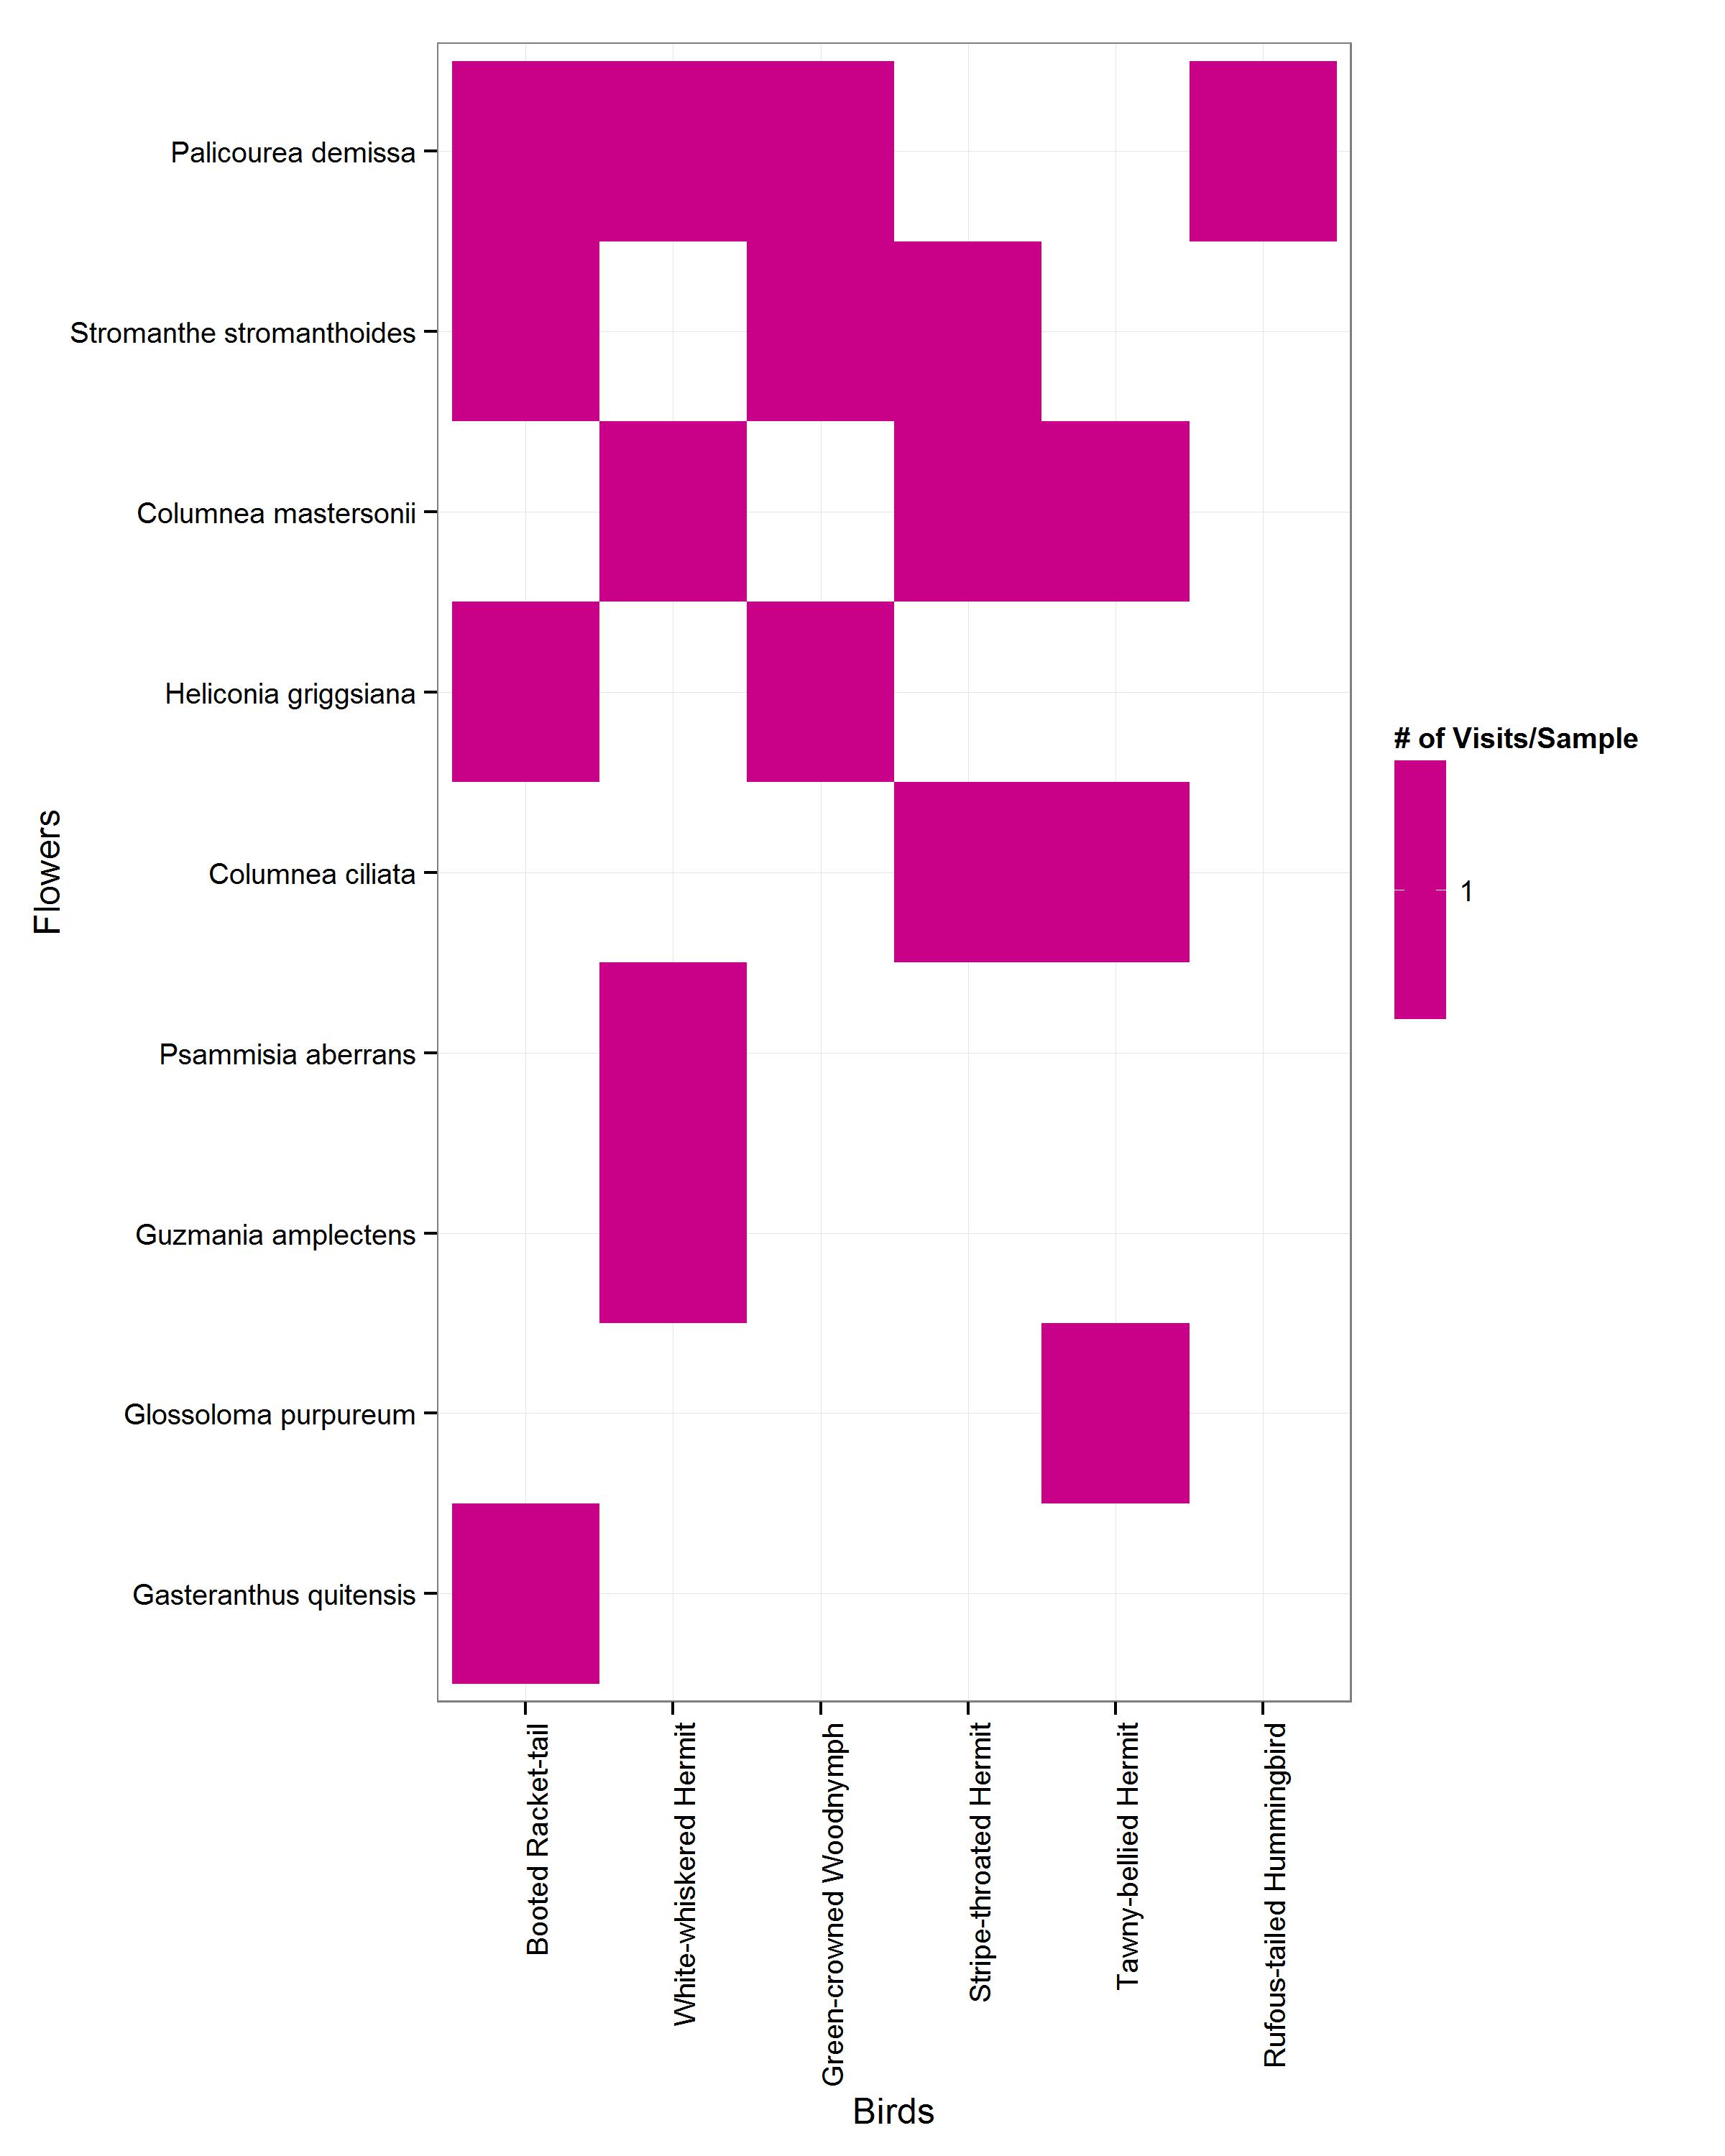 Palicourea demissa
Stromanthe stromanthoides
Columnea mastersonii
Heliconia griggsiana
Columnea ciliata
Psammisia aberrans
Guzmania amplectens
Glossoloma purpureum
Gasteranthus quitensis
Flowers
# of Visits/Sample
1
Booted Racket-tail
White-whiskered Hermit
Green-crowned Woodnymph
Stripe-throated Hermit
Tawny-bellied Hermit
Rufous-tailed Hummingbird
Birds